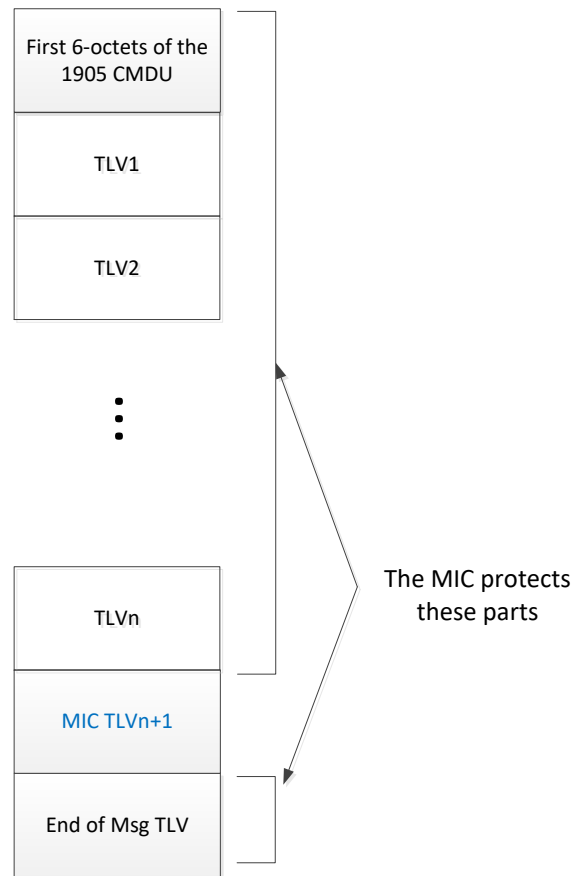 First 6-octets of the
1905 CMDU
TLV1
TLV2
TLVn
The MIC protects
these parts
MIC TLVn+1
End of Msg TLV